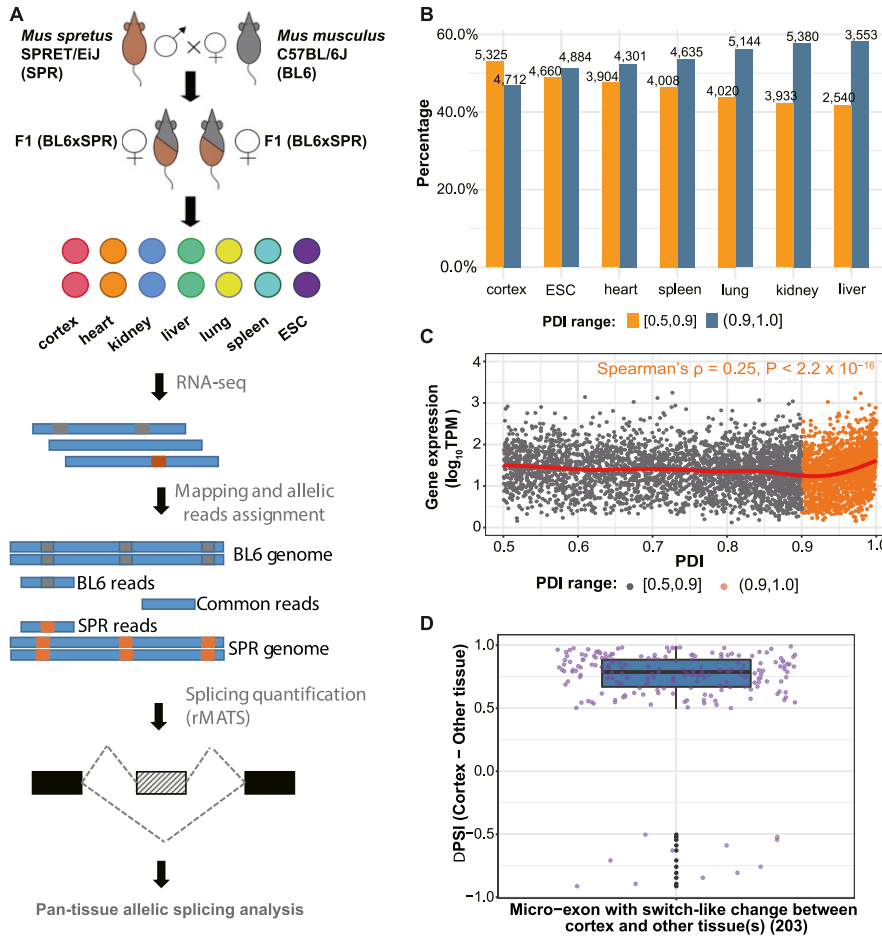 A
Mus spretus
SPRET/EiJ
(SPR)
Mus musculus
C57BL/6J
(BL6)
F1 (BL6xSPR)
F1 (BL6xSPR)
cortex
heart
kidney
liver
lung
spleen
ESC
RNA-seq
Mapping and allelic
reads assignment
BL6 genome
BL6 reads
Common reads
SPR reads
SPR genome
Splicing quantification
(rMATS)
Pan-tissue allelic splicing analysis
B
Percentage
60.0%
40.0%
20.0%
0.0%
5,325
4,712
4,660
4,884
3,904
4,301
4,008
4,635
4,020
5,144
3,933
5,380
2,540
3,553
cortex ESC heart spleen lung kidney liver
PDI range: [0.5,0.9] (0.9,1.0]
C
Spearman's ρ = 0.25, P < 2.2 x 10⁻¹⁶
Gene expression
(log₁₀TPM)
4
3
2
1
0
0.5 0.6 0.7 0.8 0.9 1.0
PDI
PDI range: [0.5,0.9] (0.9,1.0]
D
DPSI (Cortex − Other tissue)
1.0
0.5
0.0
−0.5
−1.0
Micro-exon with switch-like change between
cortex and other tissue(s) (203)